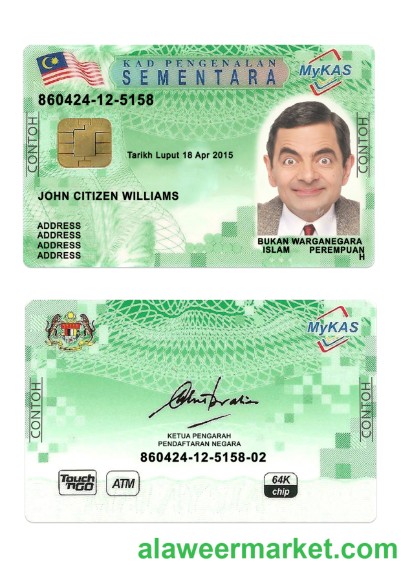 KAD PENGENALAN
SEMENTARA
MyKAS
860424-12-5158
CONTOH
CONTOH
Tarikh Luput 18 Apr 2015
JOHN CITIZEN WILLIAMS
ADDRESS
ADDRESS
ADDRESS
ADDRESS
BUKAN WARGANEGARA
ISLAM PEREMPUAN
H
MyKAS
CONTOH
CONTOH
KETUA PENGARAH
PENDAFTARAN NEGARA
860424-12-5158-02
Touch 'nGO
ATM
64K
chip
alaweermarket.com